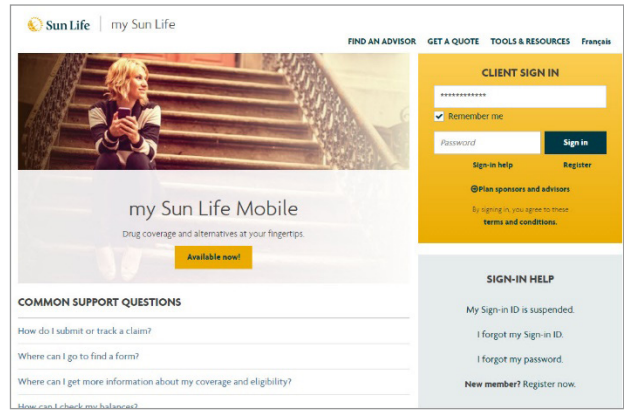 Sun Life | my Sun Life
FIND AN ADVISOR GET A QUOTE TOOLS & RESOURCES Français
my Sun Life Mobile
Drug coverage and alternatives at your fingertips.
Available now!
COMMON SUPPORT QUESTIONS
How do I submit or track a claim?
Where can I go to find a form?
Where can I get more information about my coverage and eligibility?
How can I check my balances?
CLIENT SIGN IN
************
Remember me
Password Sign in
Sign-in help Register
Plan sponsors and advisors
By signing in, you agree to these
terms and conditions.
SIGN-IN HELP
My Sign-in ID is suspended.
I forgot my Sign-in ID.
I forgot my password.
New member? Register now.